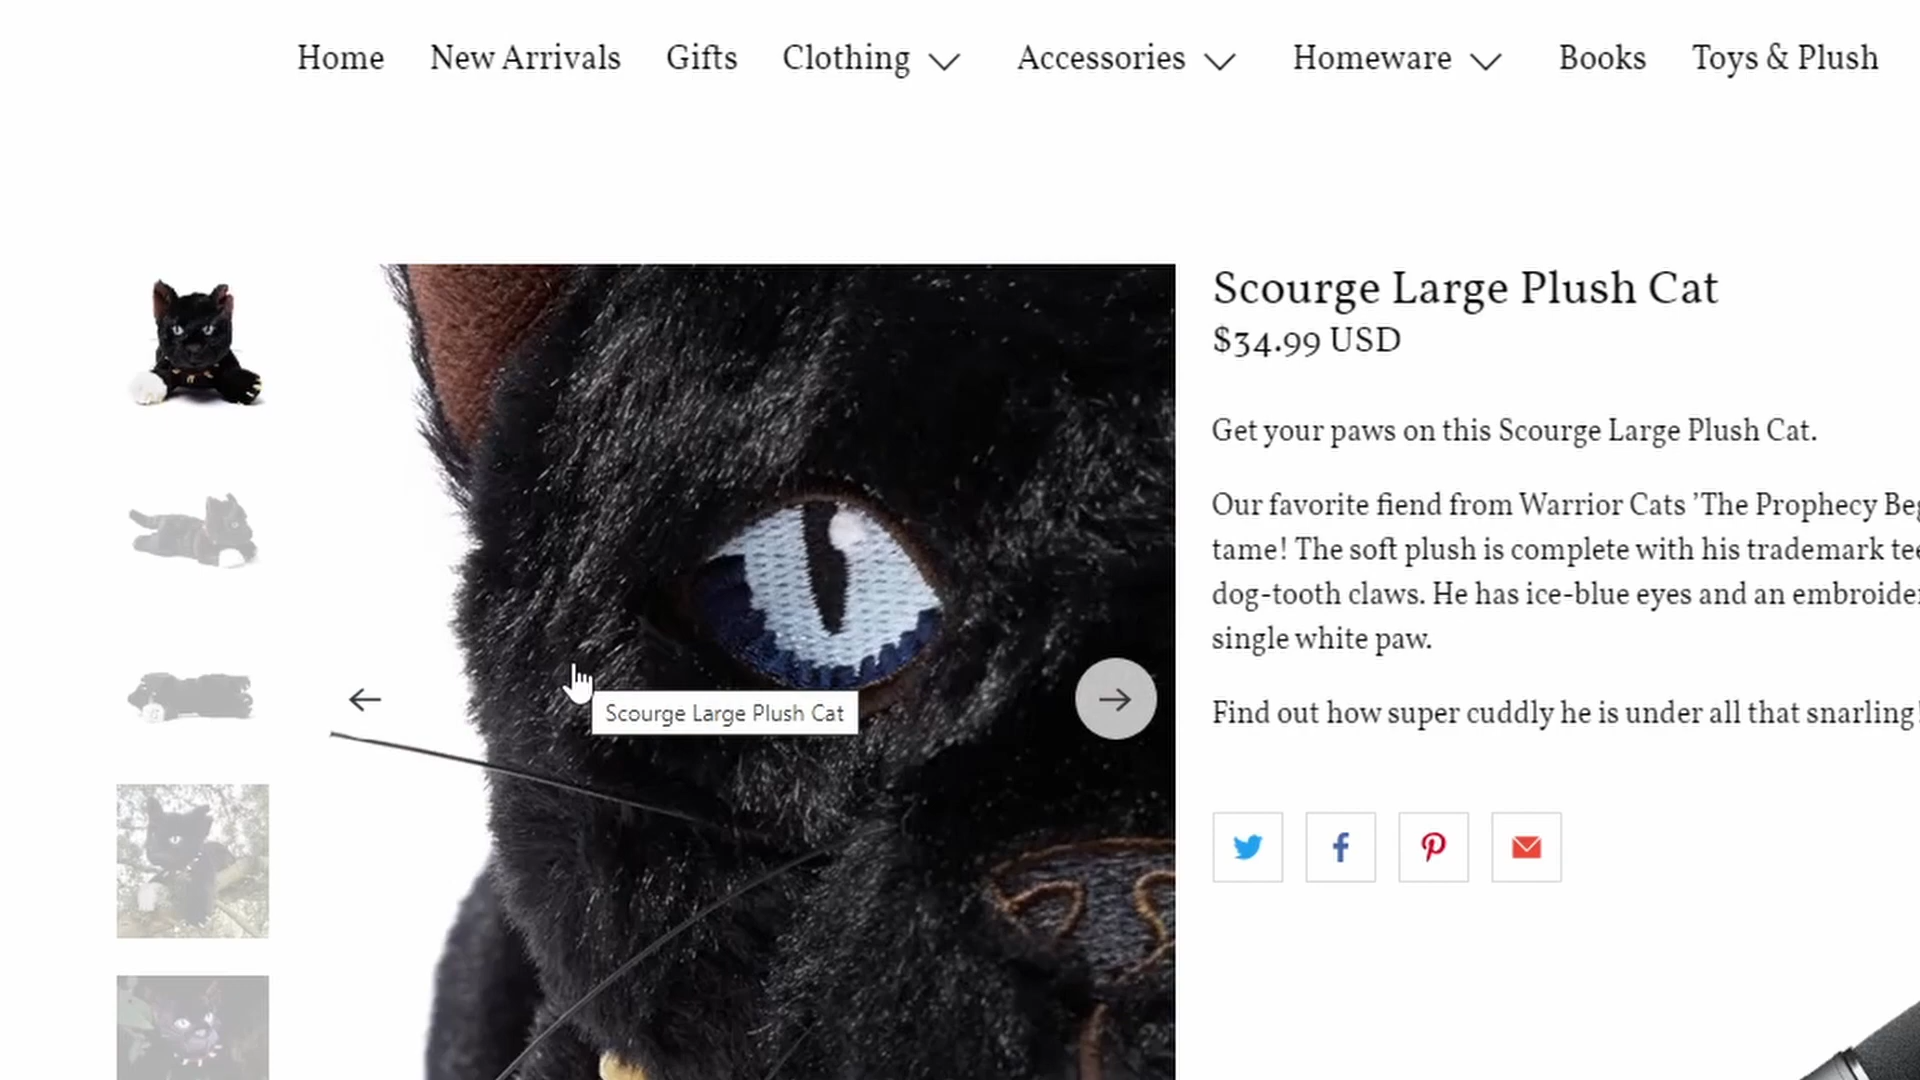 Home New Arrivals Gifts Clothing Accessories Homeware Books Toys & Plush
Scourge Large Plush Cat
$34.99 USD
Get your paws on this Scourge Large Plush Cat.
Our favorite fiend from Warrior Cats 'The Prophecy
tame! The soft plush is complete with his trademark
dog-tooth claws. He has ice-blue eyes and an
single white paw.
Find out how super cuddly he is under all that snarling!
Scourge Large Plush Cat